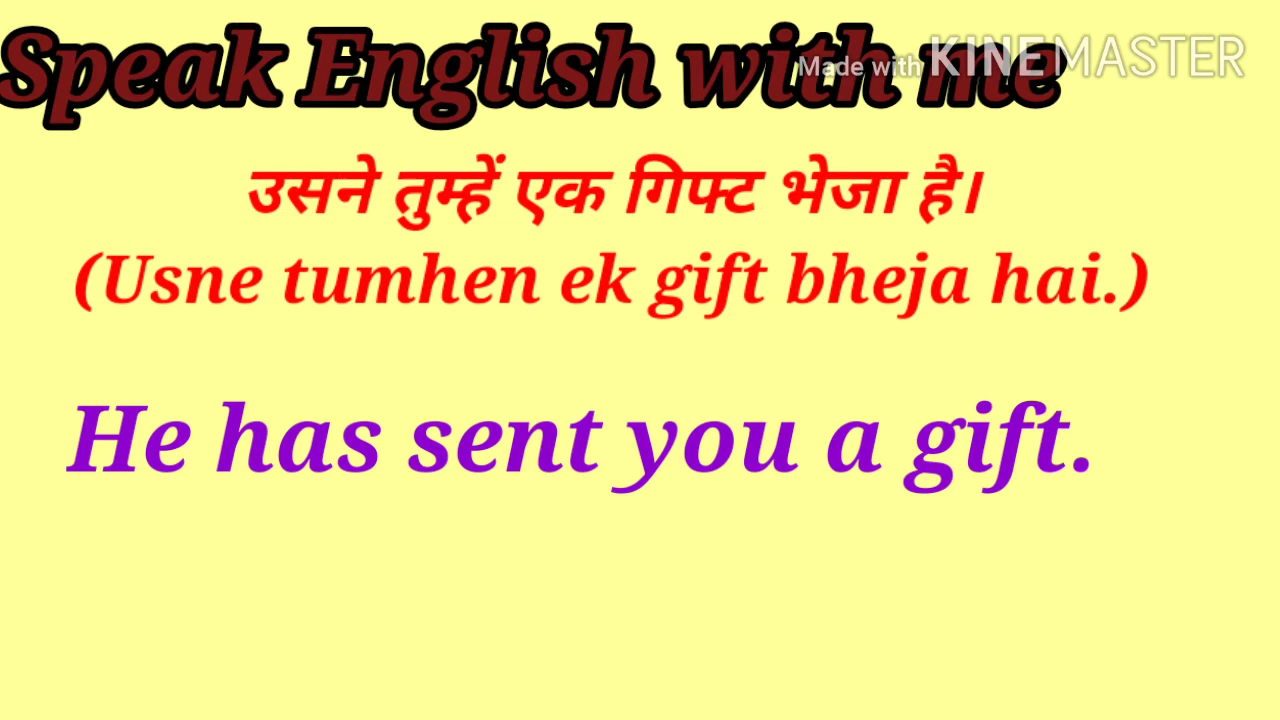 Speak English with me
Made with KINEMASTER
उसने तुम्हें एक गिफ्ट भेजा है।
(Usne tumhen ek gift bheja hai.)
He has sent you a gift.